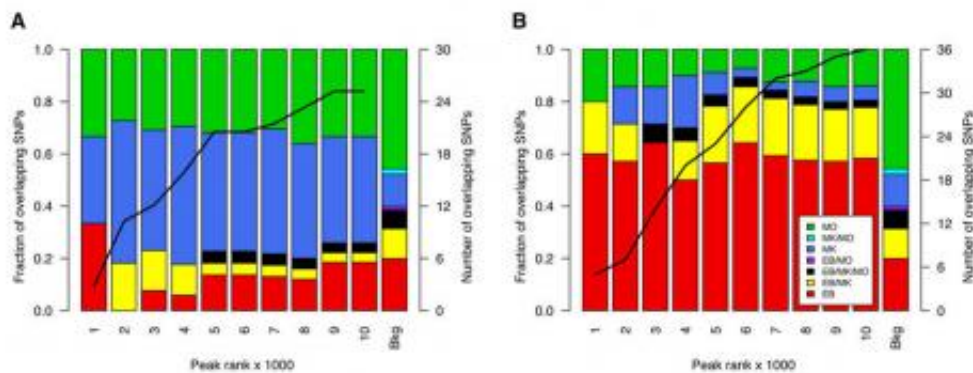 A
B
Fraction of overlapping SNPs
1.0
0.8
0.6
0.4
0.2
0.0
30
24
18
12
6
0
Number of overlapping SNPs
1 2 3 4 5 6 7 8 9 10 Bkg
Peak rank x 1000
Fraction of overlapping SNPs
1.0
0.8
0.6
0.4
0.2
0.0
36
30
24
18
12
6
0
Number of overlapping SNPs
MO
MK/MO
MK
EB/MO
EB/MK/MO
EB/MK
EB
1 2 3 4 5 6 7 8 9 10 Bkg
Peak rank x 1000